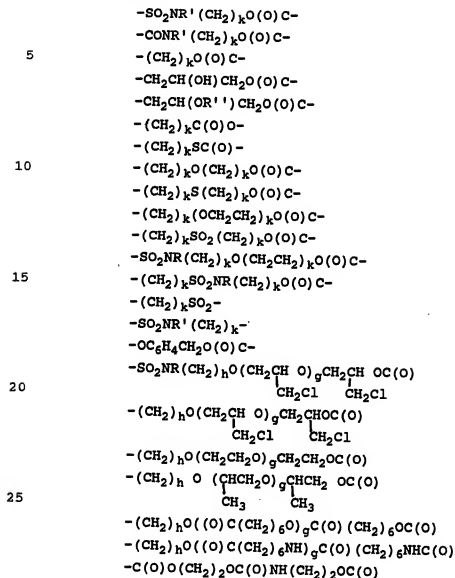 -SO2NR'(CH2)kO(O)C-
-CONR'(CH2)kO(O)C-
5 -(CH2)kO(O)C-
-CH2CH(OH)CH2O(O)C-
-CH2CH(OR'')CH2O(O)C-
-(CH2)kC(O)O-
-(CH2)kSC(O)-
10 -(CH2)kO(CH2)kO(O)C-
-(CH2)kS(CH2)kO(O)C-
-(CH2)k(OCH2CH2)kO(O)C-
-(CH2)kSO2(CH2)kO(O)C-
-SO2NR(CH2)kO(CH2CH2)kO(O)C-
15 -(CH2)kSO2NR(CH2)kO(O)C-
-(CH2)kSO2-
-SO2NR'(CH2)k-
-OC6H4CH2O(O)C-
-SO2NR(CH2)hO(CH2CH O)gCH2CH OC(O)
20 CH2Cl CH2Cl
-(CH2)hO(CH2CH O)gCH2CHOC(O)
CH2Cl CH2Cl
-(CH2)hO(CH2CH2O)gCH2CH2OC(O)
-(CH2)h O (CHCH2O)gCHCH2 OC(O)
25 CH3 CH3
-(CH2)hO((O)C(CH2)6O)gC(O)(CH2)6OC(O)
-(CH2)hO((O)C(CH2)6NH)gC(O)(CH2)6NHC(O)
-C(O)O(CH2)2OC(O)NH(CH2)2OC(O)